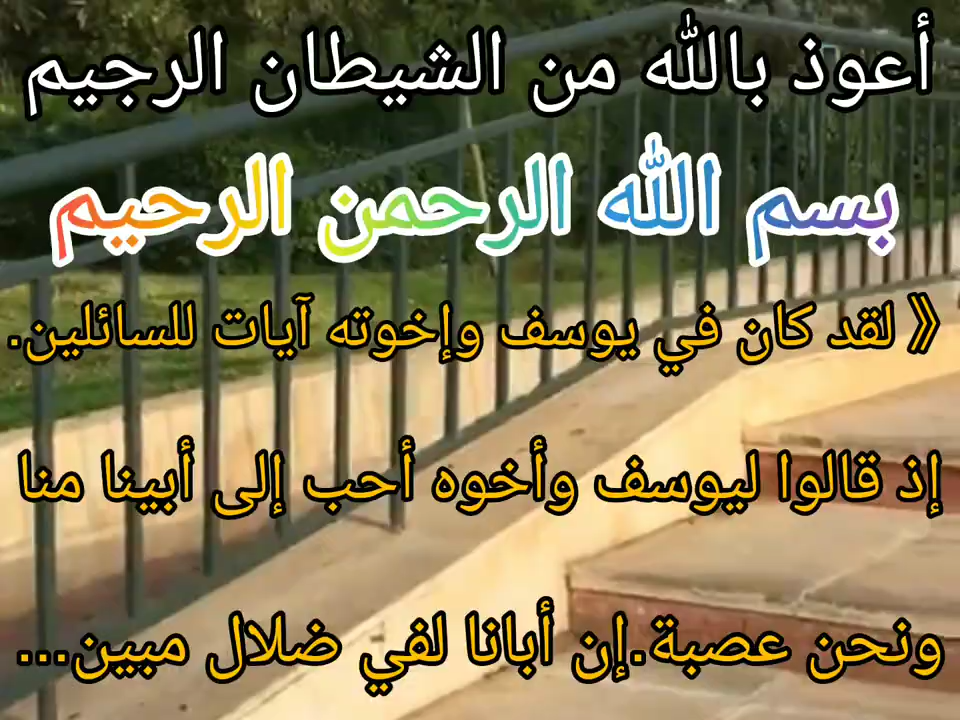 أعوذ بالله من الشيطان الرجيم
بسم الله الرحمن الرحيم
《 لقد كان في يوسف وإخوته آيات للسائلين.
إذ قالوا ليوسف وأخوه أحب إلى أبينا منا
ونحن عصبة.إن أبانا لفي ضلال مبين...